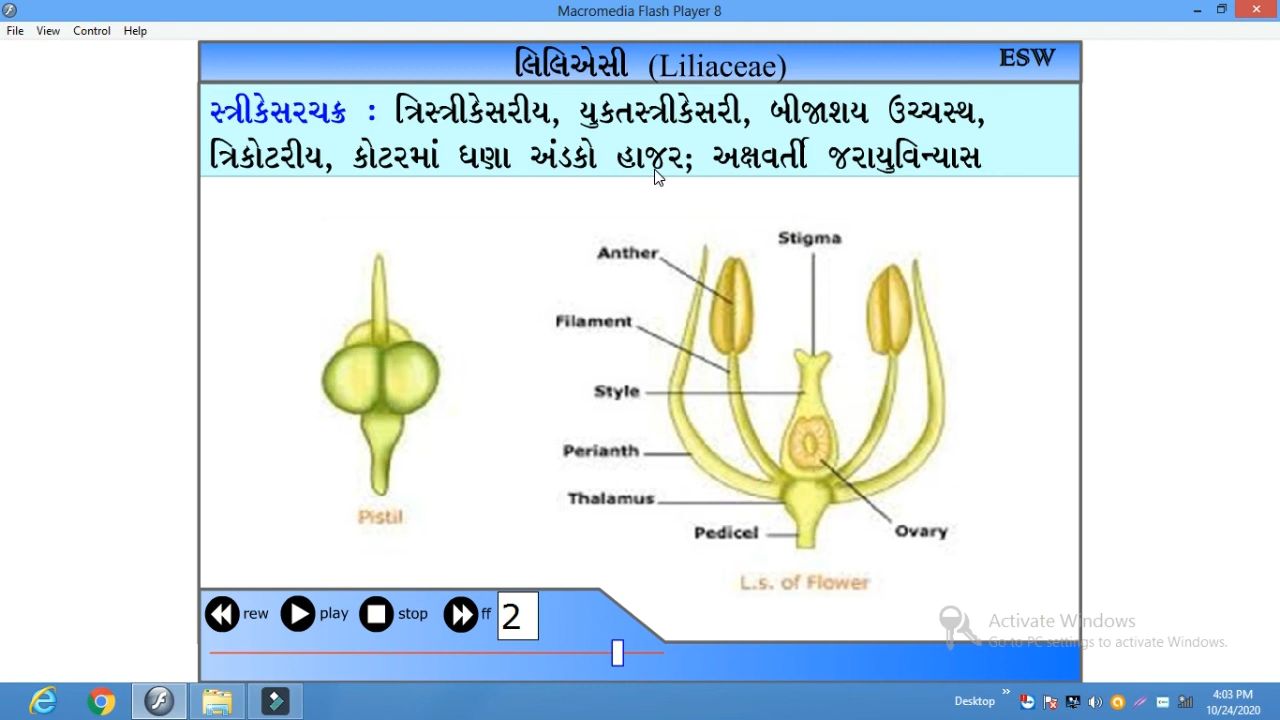 Macromedia Flash Player 8
File View Control Help
લિલિએસી (Liliaceae)
ESW
સ્ત્રીકેસરચક્ર : ત્રિસ્ત્રીકેસરીય, યુકતસ્ત્રીકેસરી, બીજાશય ઉચ્ચસ્થ,
ત્રિકોટરીય, કોટરમાં ઘણા અંડકો હાજર; અક્ષવર્તી જરાયુવિન્યાસ
Stigma
Anther
Filament
Style
Perianth
Thalamus
Pedicel
Ovary
Pistil
L.s. of Flower
rew play stop ff 2
Activate Windows
Go to PC settings to activate Windows.
Desktop
4:03 PM
10/24/2020